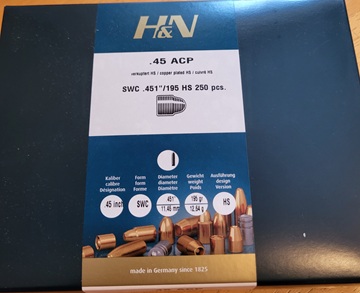 H&N
.45 ACP
verkupfert HS / copper plated HS / cuivré HS
SWC .451"/195 HS 250 pcs.
Kaliber Form Diameter Gewicht Ausführung
calibre form diameter weight design
Désignation Forme Diamètre Poids Version
45 inch SWC .451" 195 gr HS
11.46 mm 12,64 g
made in Germany since 1825